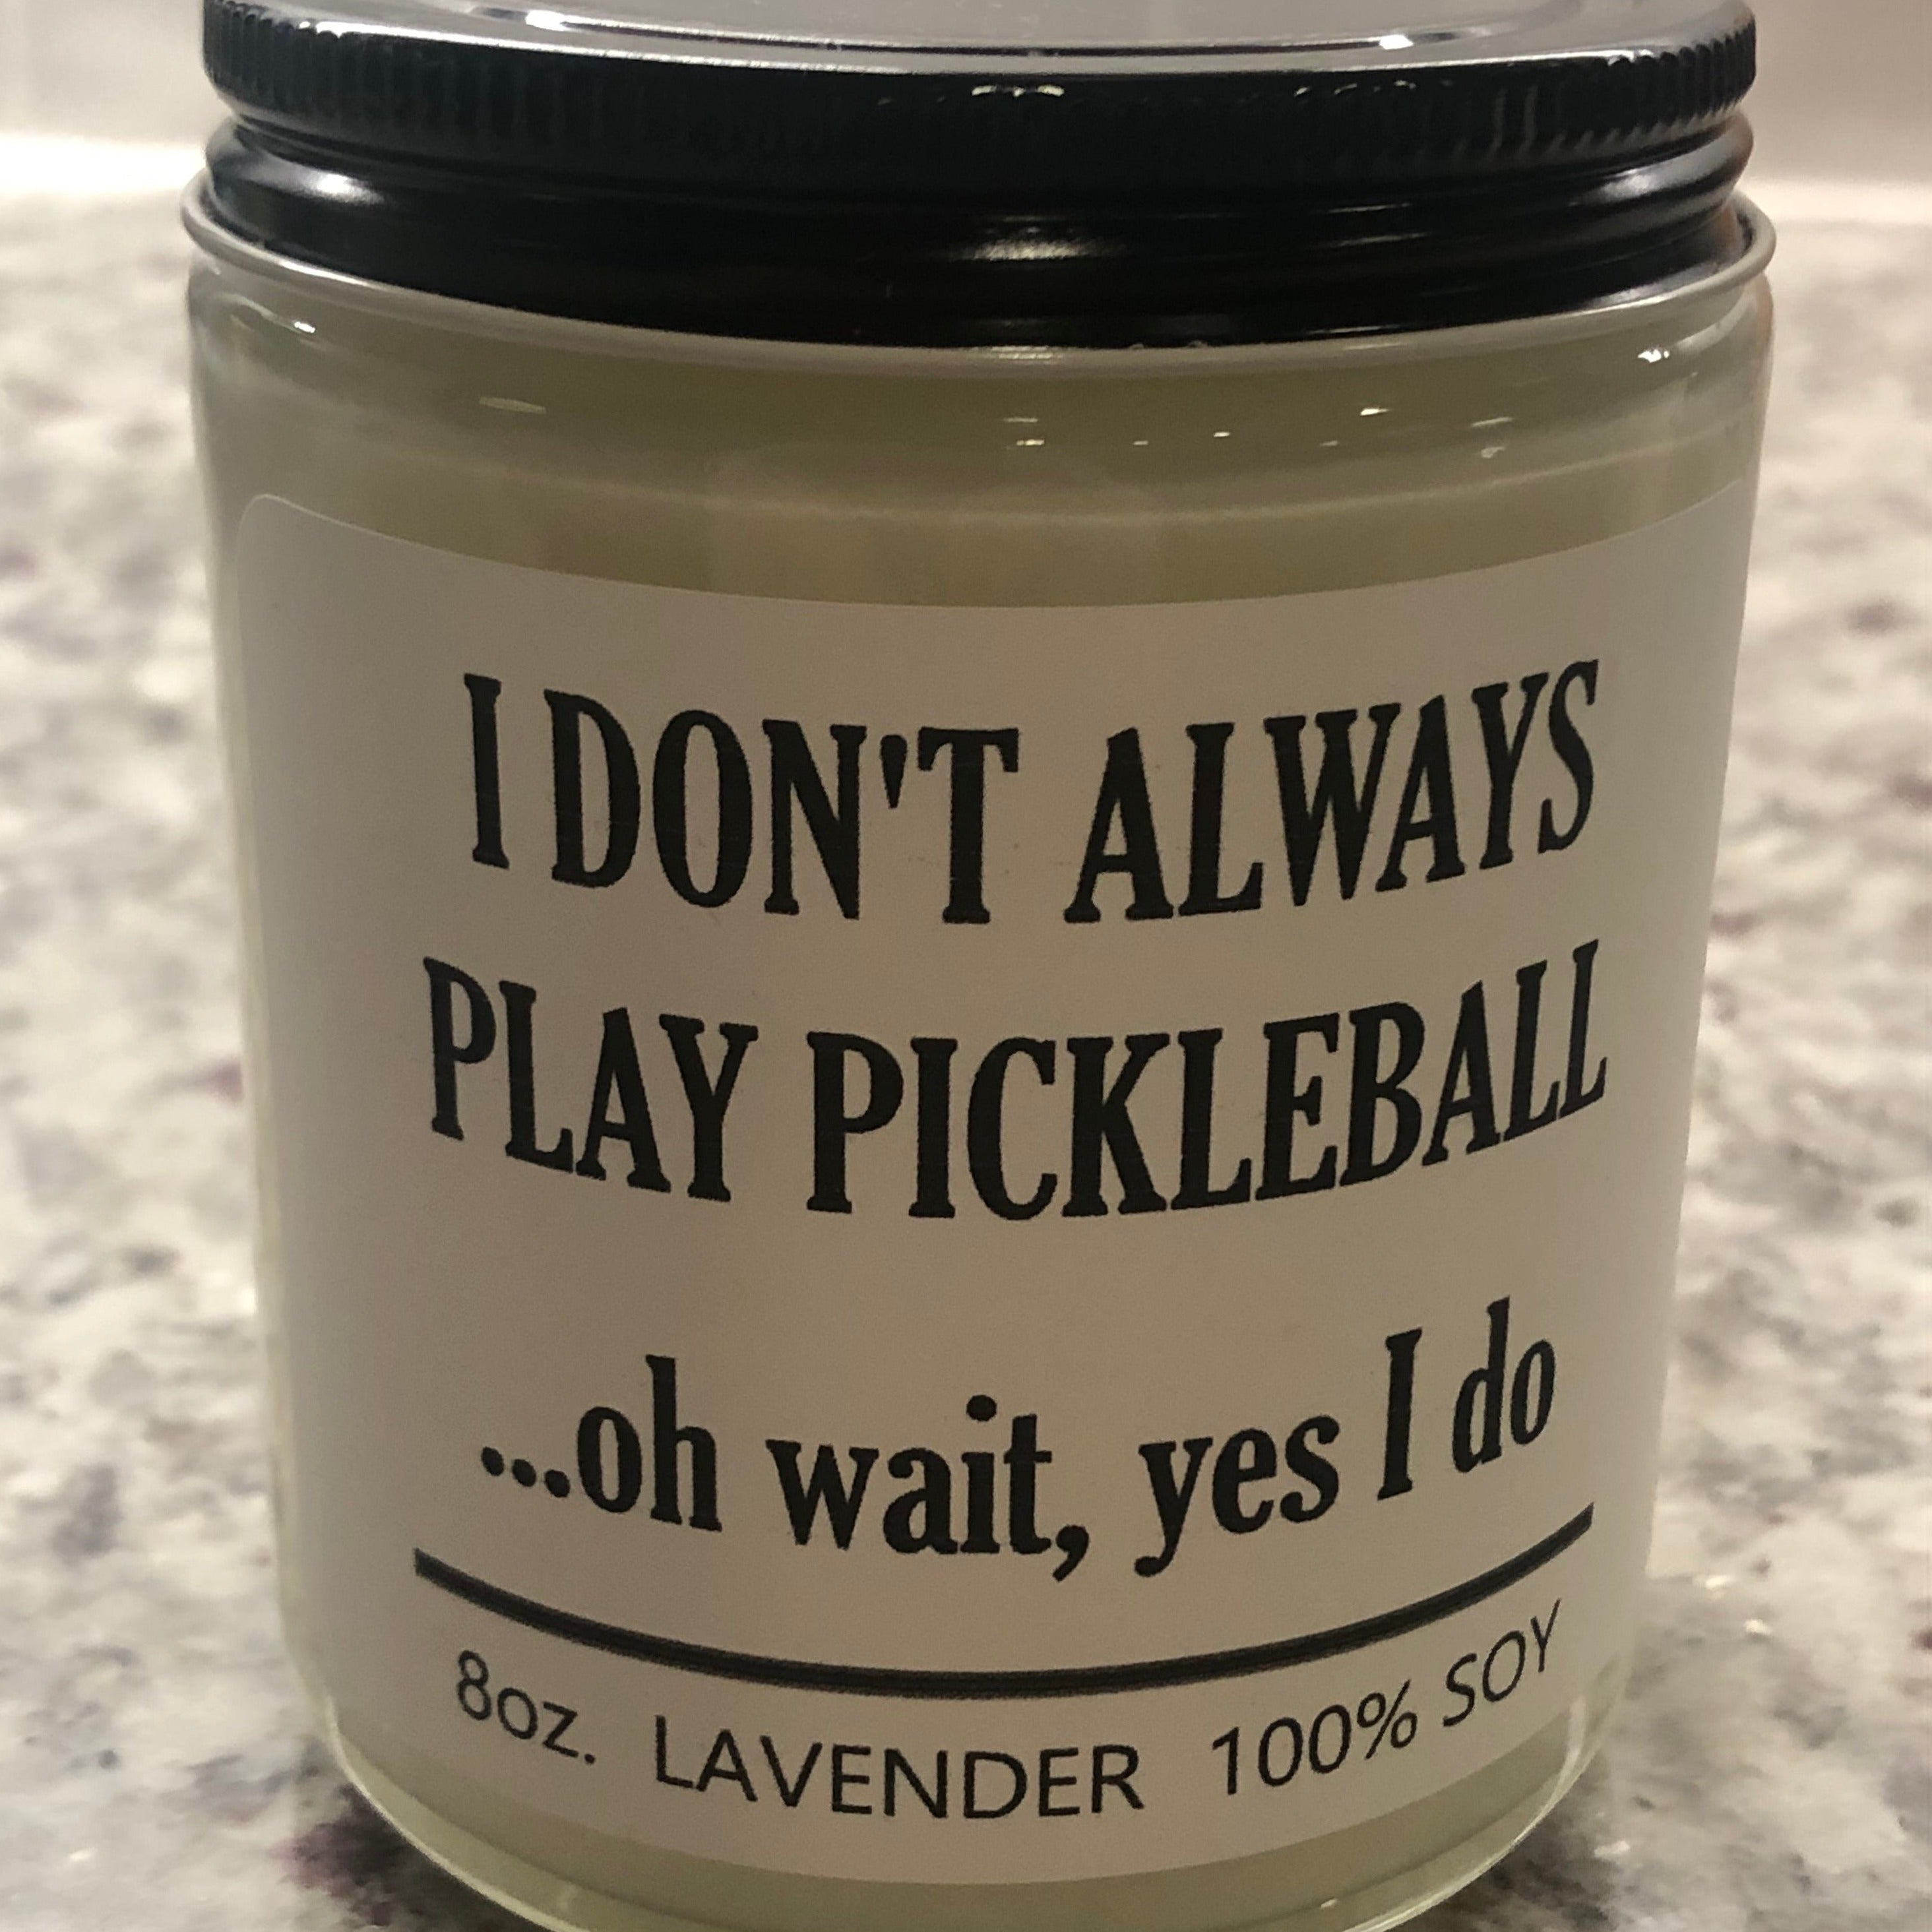 I DON'T ALWAYS
PLAY PICKLEBALL
...oh wait, yes I do
8oz. LAVENDER 100% SOY